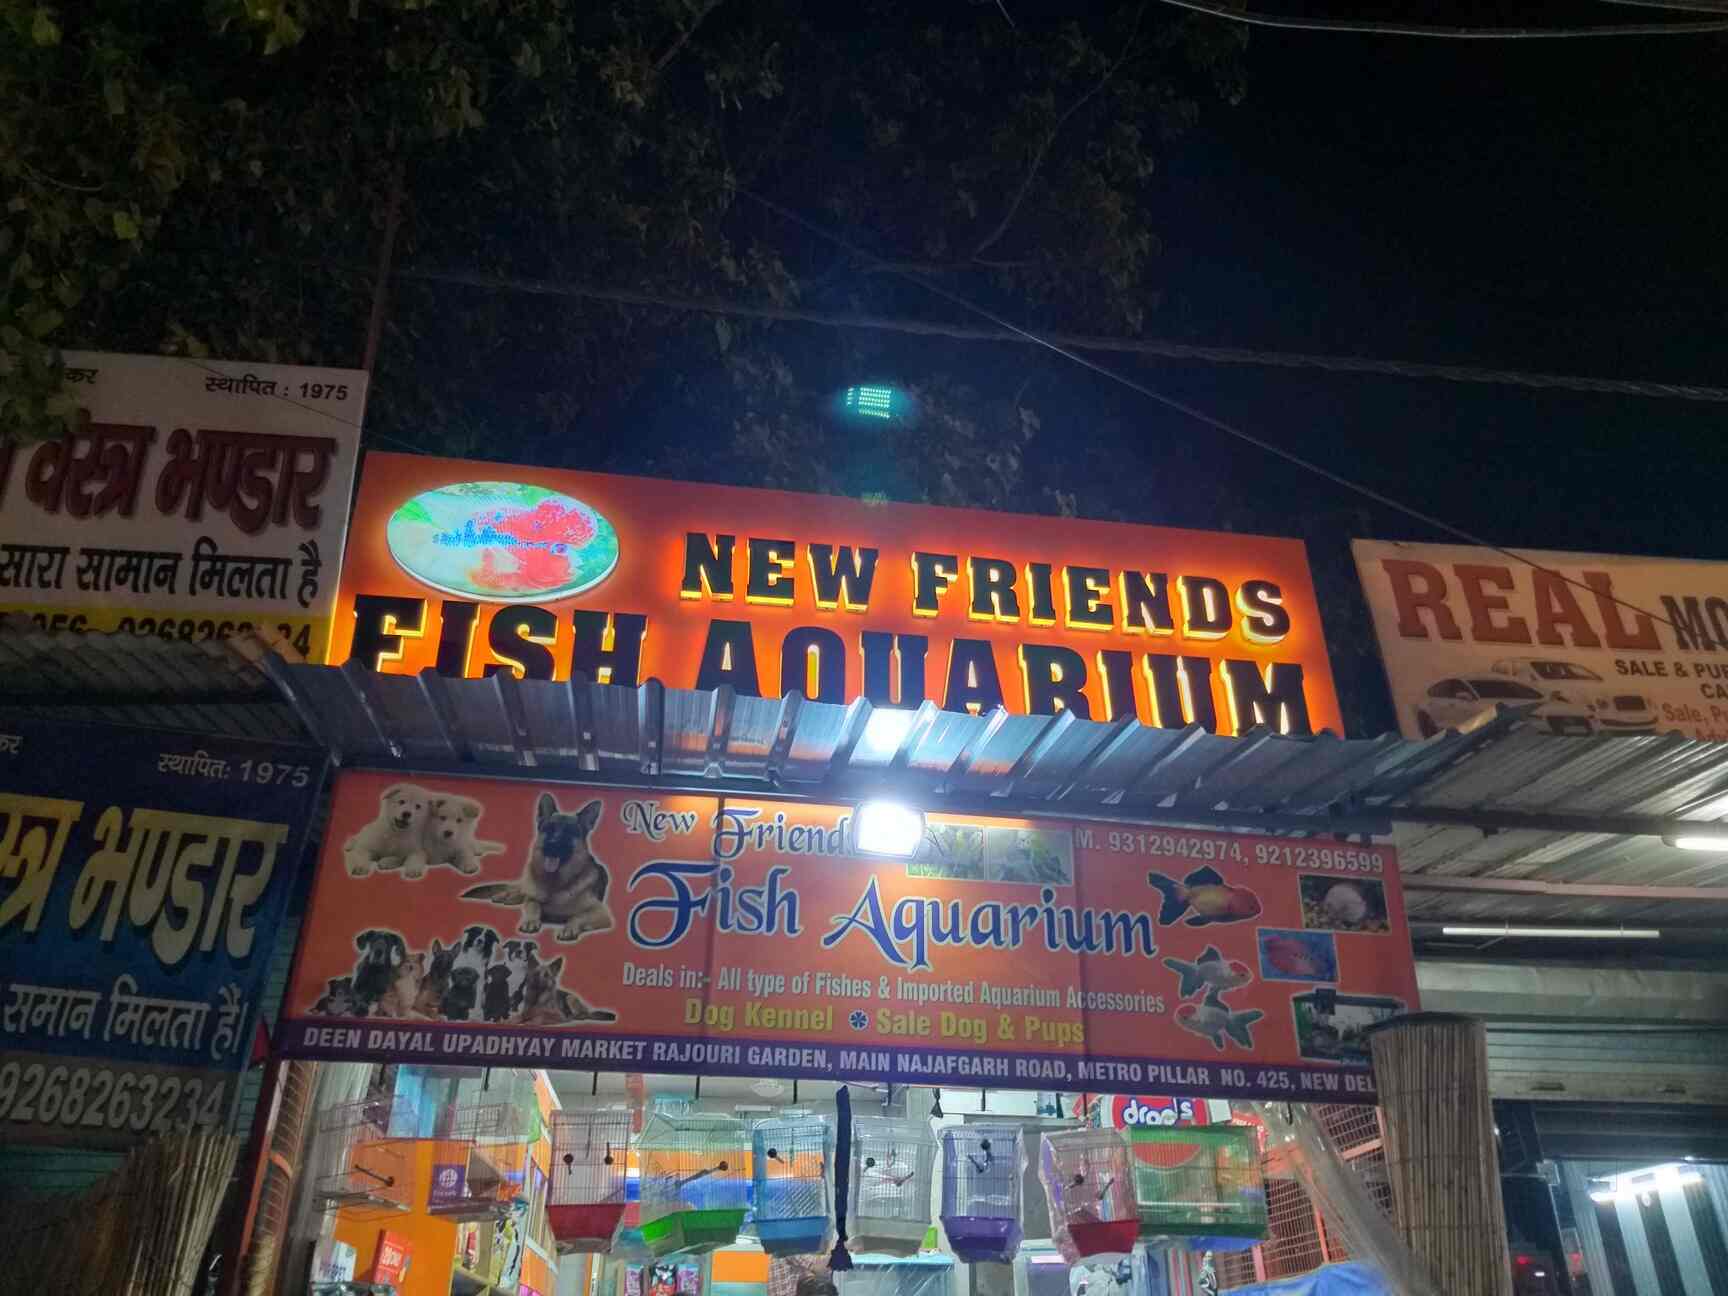 स्थापित : 1975
वस्त्र भण्डार
सारा सामान मिलता है
NEW FRIENDS
FISH AQUARIUM
REAL
SALE &
Sale,
स्थापित: 1975
भण्डार
समान मिलता है।
9268263234
New Friend
M. 9312942974, 9212396599
Fish Aquarium
Deals in:- All type of Fishes & Imported Aquarium Accessories
Dog Kennel Sale Dog & Pups
DEEN DAYAL UPADHYAY MARKET RAJOURI GARDEN, MAIN NAJAFGARH ROAD, METRO PILLAR NO. 425, NEW DEL
drools